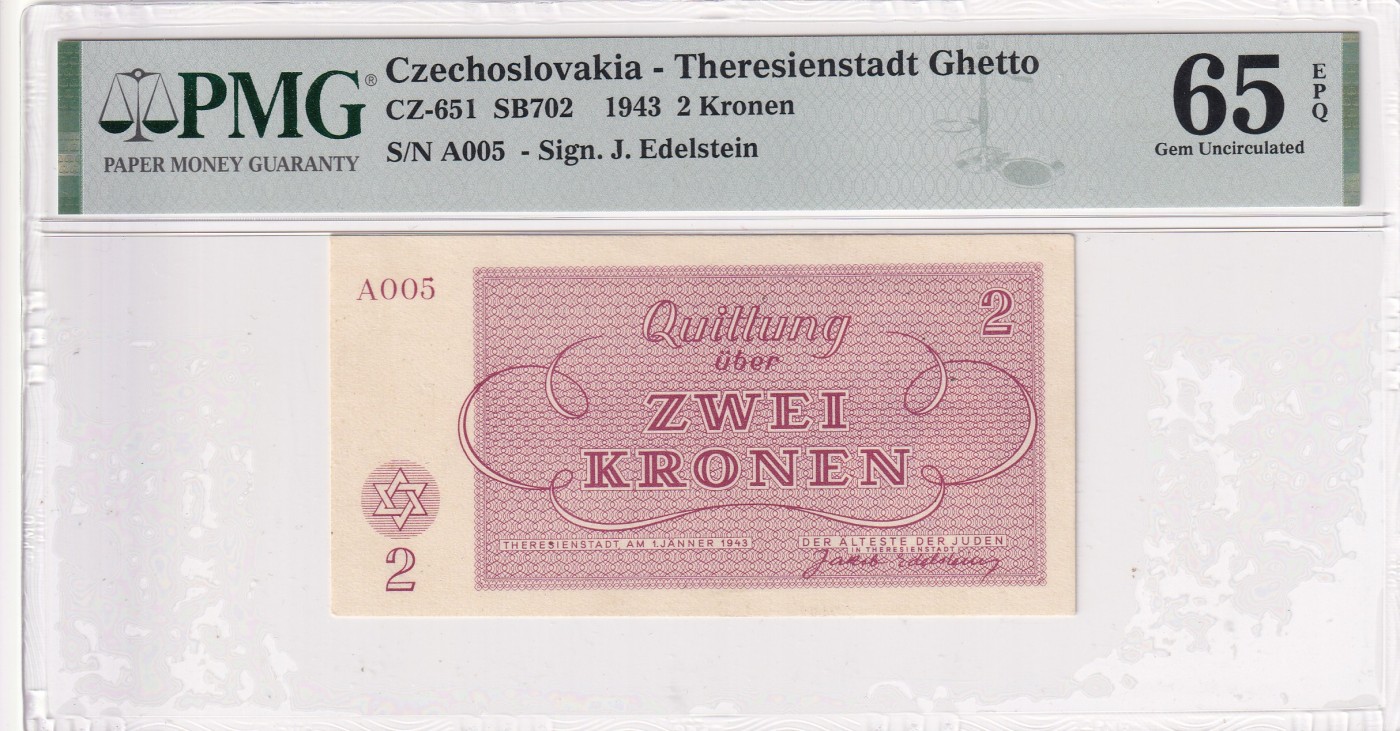 PMG®
PAPER MONEY GUARANTY
Czechoslovakia - Theresienstadt Ghetto
CZ-651 SB702 1943 2 Kronen
S/N A005 - Sign. J. Edelstein
65
EPQ
Gem Uncirculated
A005
2
Quittung
über
ZWEI
KRONEN
THERESIENSTADT AM 1. JÄNNER 1943
DER ÄLTESTE DER JUDEN
IN THERESIENSTADT
Jakob Edelstein
2